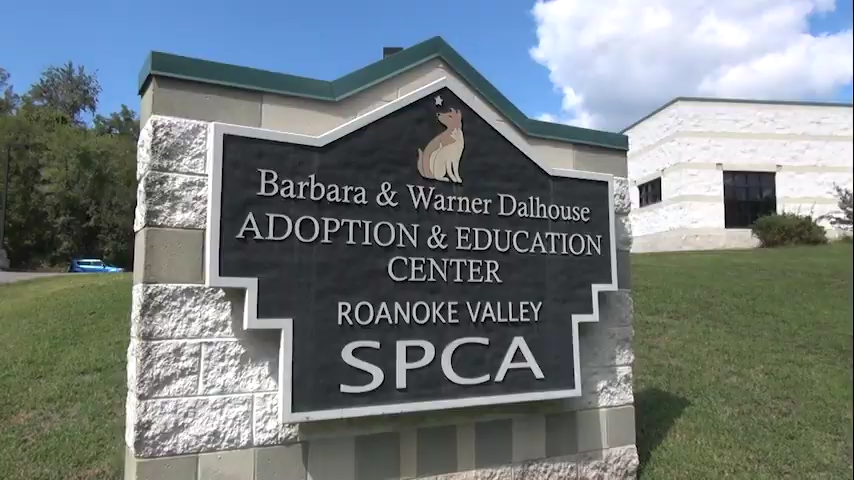 Barbara & Warner Dalhouse
ADOPTION & EDUCATION
CENTER
ROANOKE VALLEY
SPCA